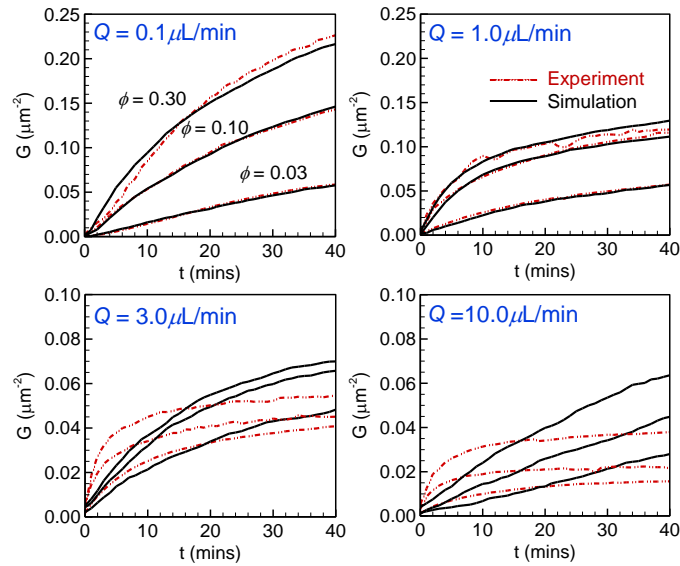 Q = 0.1μL/min
0.25
0.20
0.15
0.10
0.05
0.00
G (μm⁻²)
ϕ = 0.30
ϕ = 0.10
ϕ = 0.03
0 10 20 30 40
t (mins)
Q = 1.0μL/min
0.25
0.20
0.15
0.10
0.05
0.00
G (μm⁻²)
Experiment
Simulation
0 10 20 30 40
t (mins)
Q = 3.0μL/min
0.10
0.08
0.06
0.04
0.02
0.00
G (μm⁻²)
0 10 20 30 40
t (mins)
Q =10.0μL/min
0.10
0.08
0.06
0.04
0.02
0.00
G (μm⁻²)
0 10 20 30 40
t (mins)